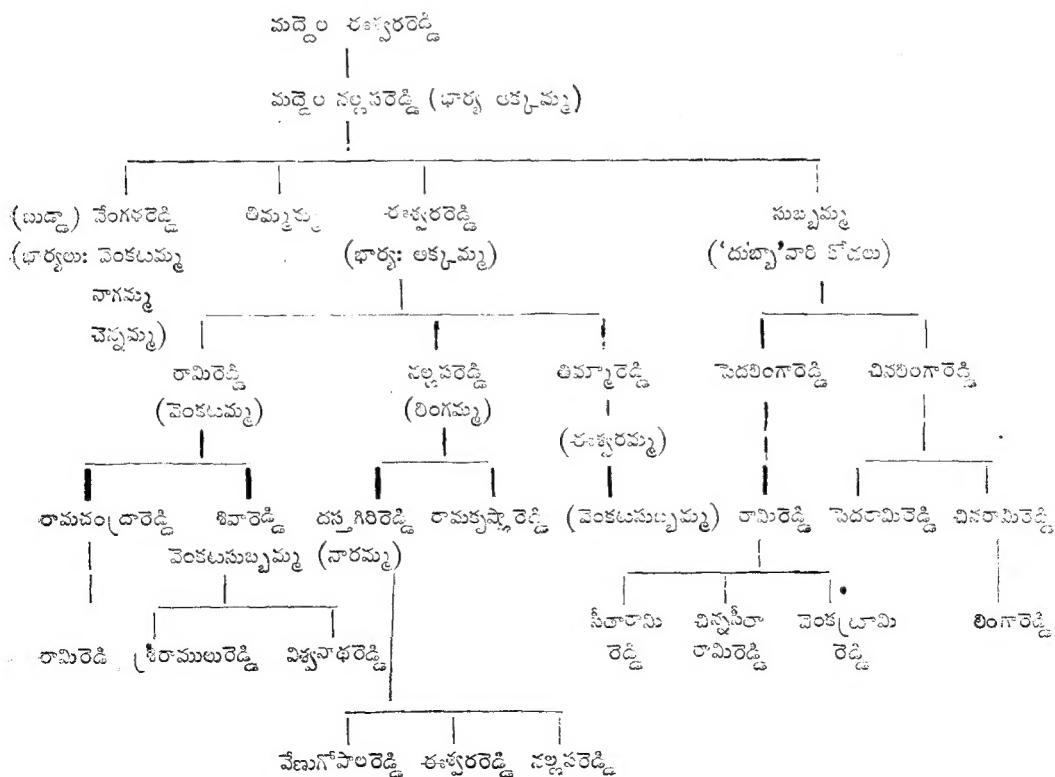 మద్దెల ఈశ్వరరెడ్డి
మద్దెల నల్లపరెడ్డి (భార్య అక్కమ్మ)
(బుడ్డా) వేంగళరెడ్డి తిమ్మమ్మ ఈశ్వరరెడ్డి సుబ్బమ్మ
(భార్యలు: వెంకటమ్మ (భార్య: అక్కమ్మ) ('దుబ్బా'వారి కోడలు)
నాగమ్మ
చెన్నమ్మ)
రామిరెడ్డి నల్లపరెడ్డి తిమ్మారెడ్డి పెదలింగారెడ్డి చినలింగారెడ్డి
(వెంకటమ్మ) (లింగమ్మ)
(ఈశ్వరమ్మ)
రామచంద్రారెడ్డి శివారెడ్డి దస్తగిరిరెడ్డి రామకృష్ణారెడ్డి (వెంకటసుబ్బమ్మ) రామిరెడ్డి పెదరామిరెడ్డి చినరామిరెడ్డి
వెంకటసుబ్బమ్మ (నారమ్మ)
సీతారామి చిన్నసీతా వెంకట్రామి లింగారెడ్డి
రెడ్డి రామిరెడ్డి రెడ్డి
రామిరెడి శ్రీరాములురెడ్డి విశ్వనాథరెడ్డి
వేణుగోపాలరెడ్డి ఈశ్వరరెడ్డి నల్లపరెడ్డి